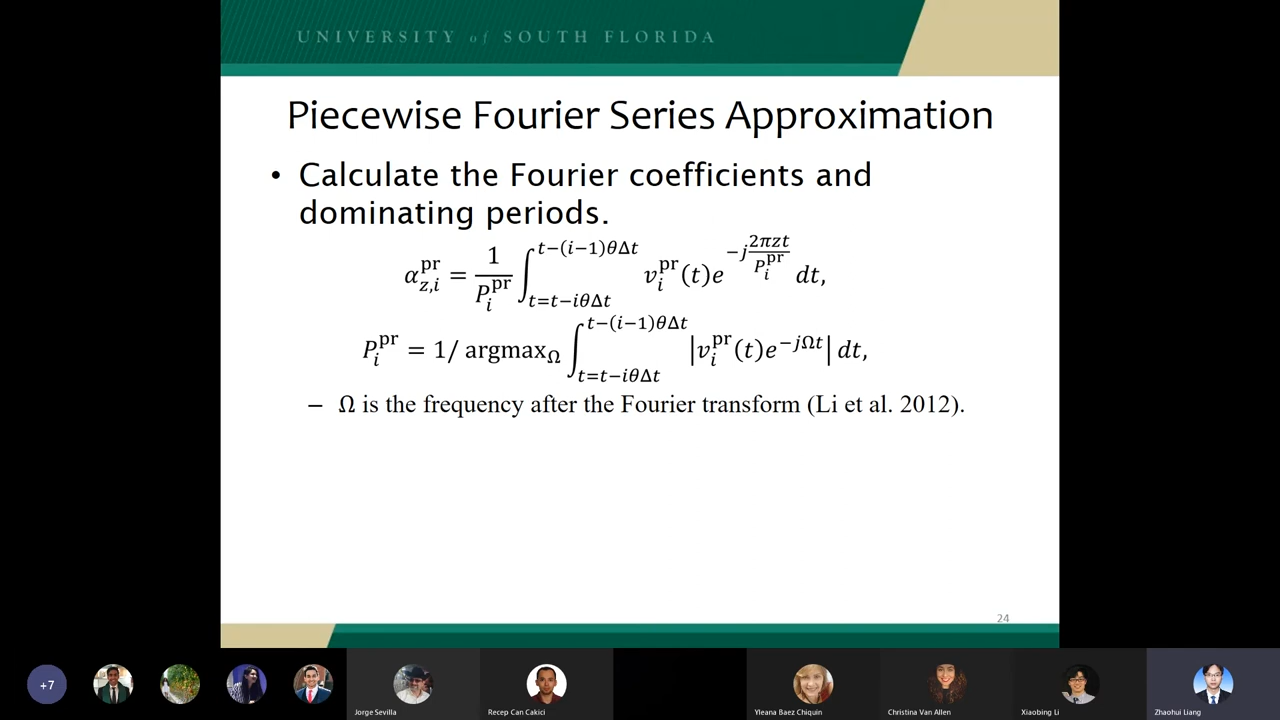 UNIVERSITY of SOUTH FLORIDA
Piecewise Fourier Series Approximation
• Calculate the Fourier coefficients and
dominating periods.
α_{z,i}^{pr} = \frac{1}{P_i^{pr}} ∫_{t=t−iθΔt}^{t−(i−1)θΔt} v_i^{pr}(t)e^{−j\frac{2πzt}{P_i^{pr}}} dt,
P_i^{pr} = 1/ argmax_Ω ∫_{t=t−iθΔt}^{t−(i−1)θΔt} |v_i^{pr}(t)e^{−jΩt}| dt,
– Ω is the frequency after the Fourier transform (Li et al. 2012).
24
+7
Jorge Sevilla
Recep Can Cakici
Yleana Baez Chiquin
Christina Van Allen
Xiaobing Li
Zhaohui Liang